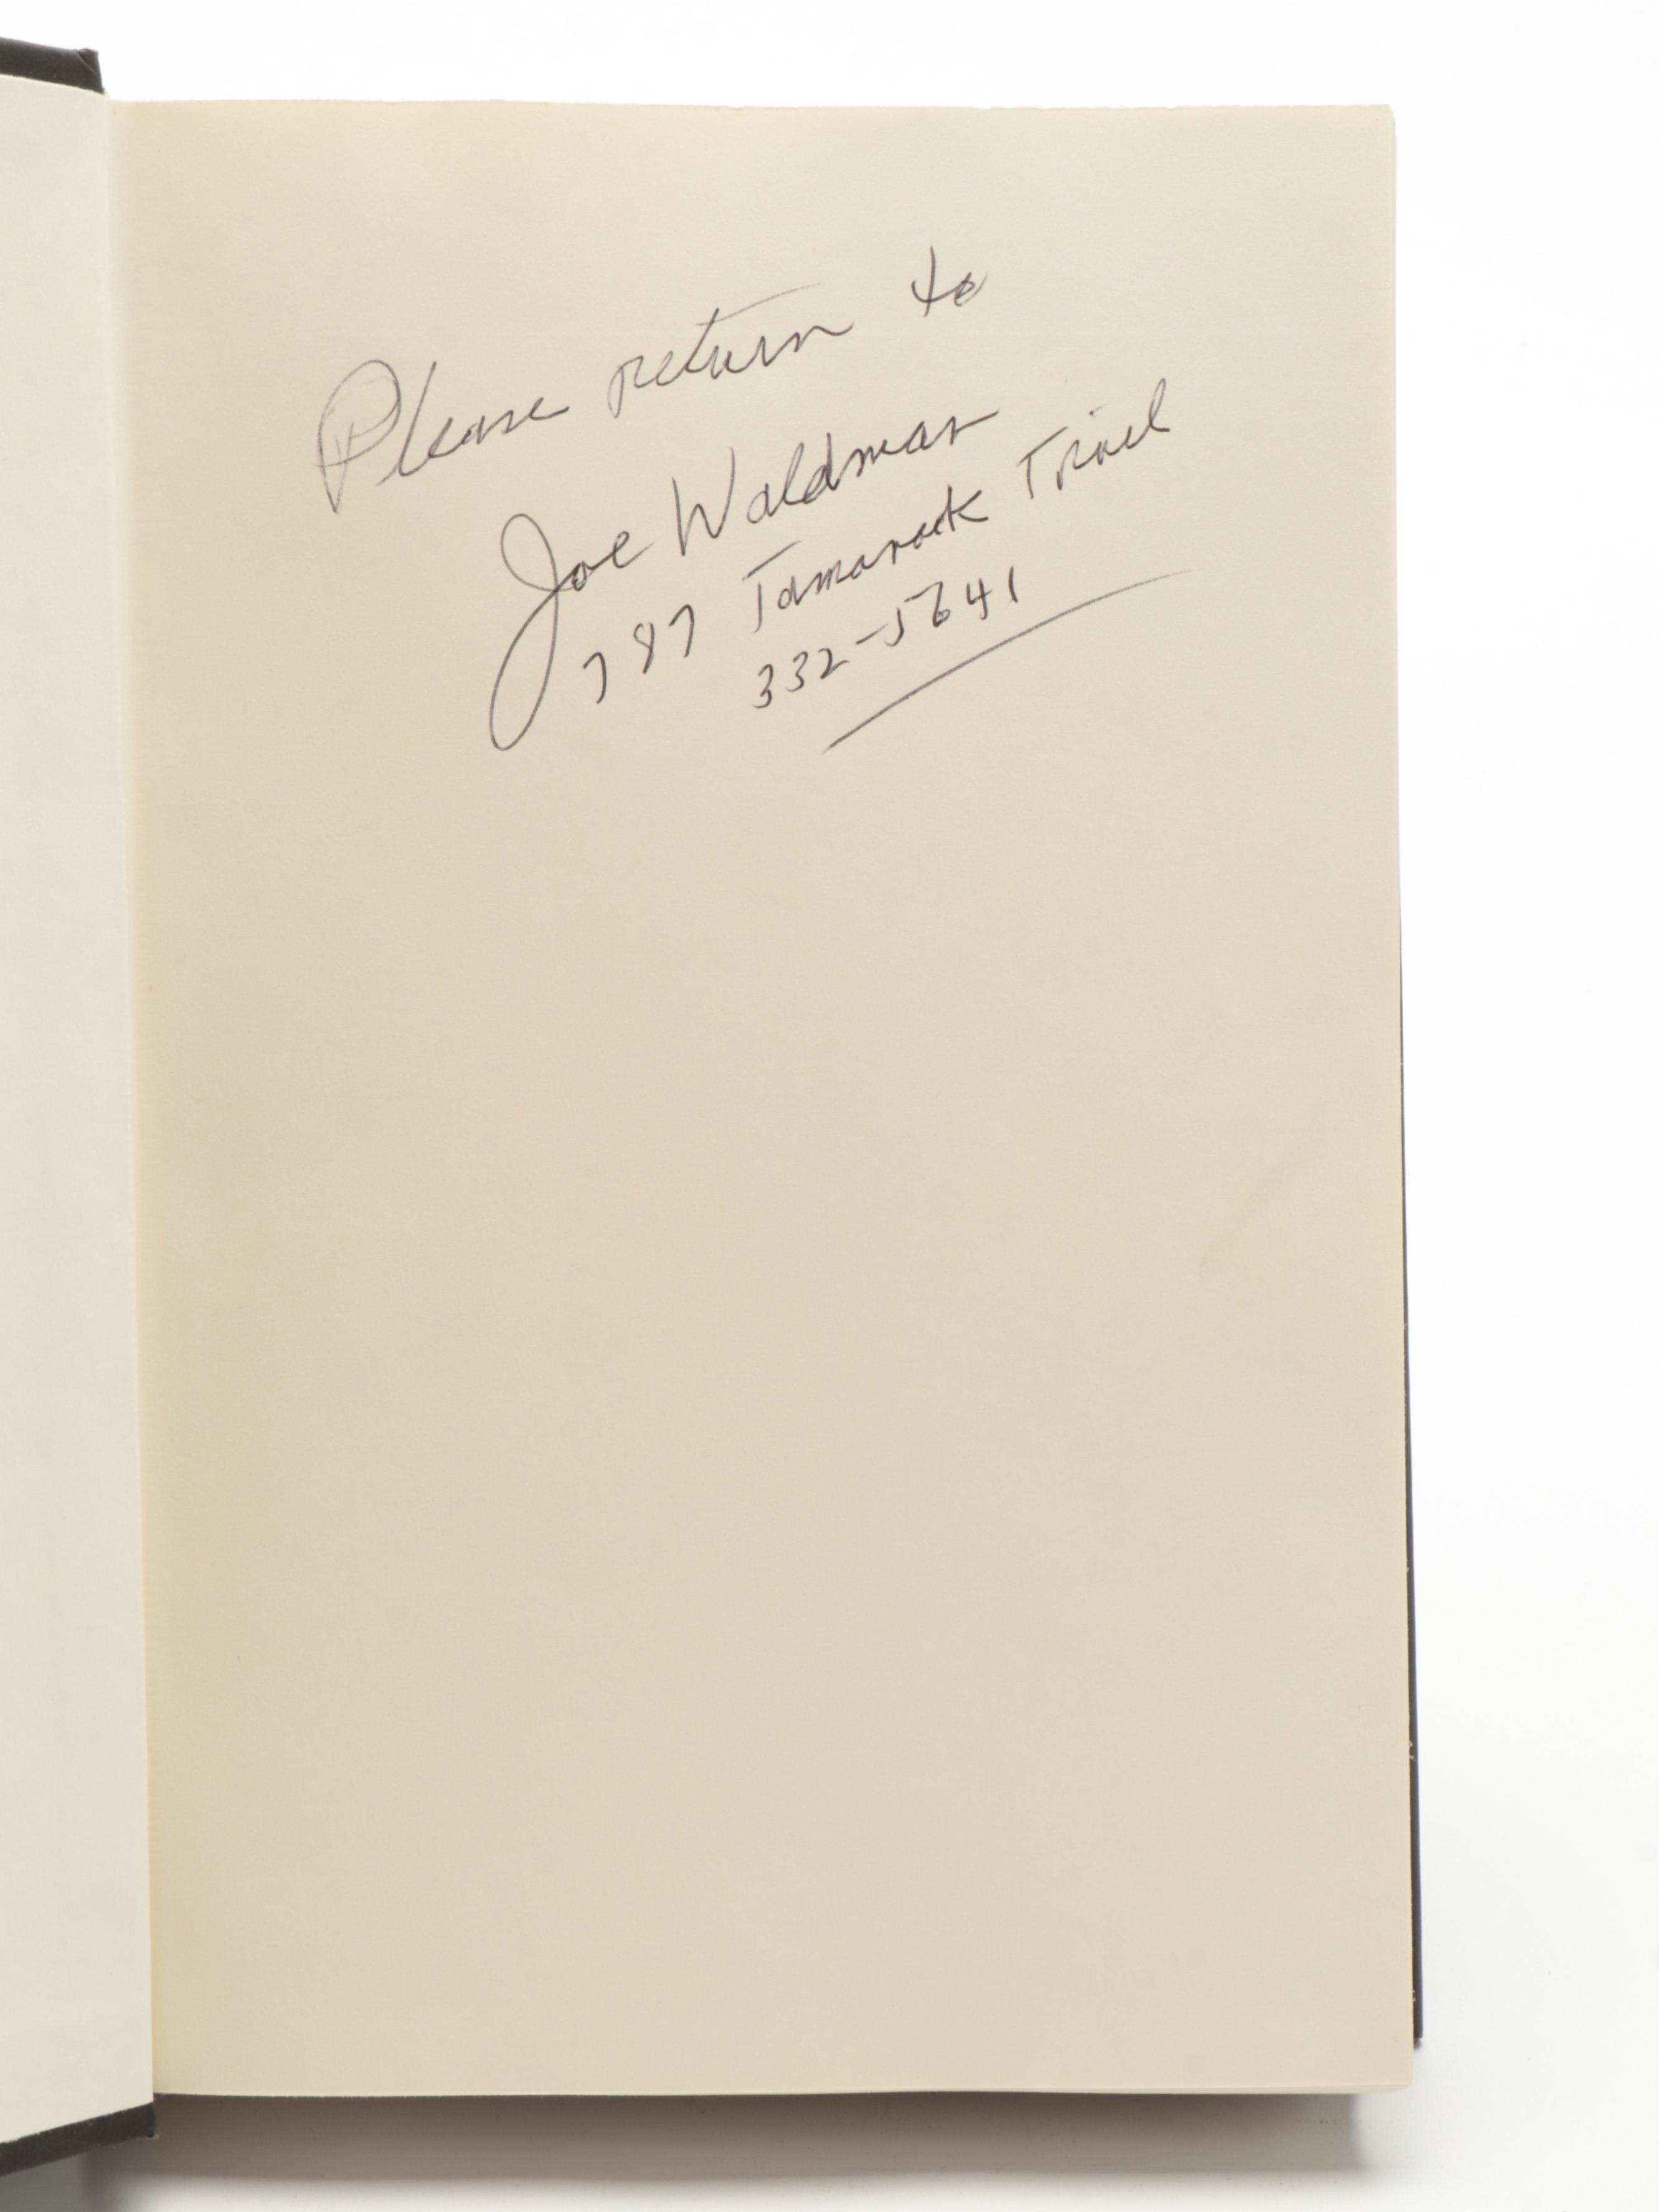 Please return to
Joe Waldman
787 Tamarack Trail
332-5641